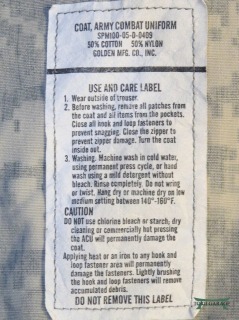 COAT, ARMY COMBAT UNIFORM
SPM100-05-D-0409
50% COTTON 50% NYLON
GOLDEN MFG. CO., INC.
USE AND CARE LABEL
1. Wear outside of trouser.
2. Before washing, remove all patches from
the coat and all items from the pockets.
Close all hook and loop fasteners to
prevent snagging. Close the zipper to
prevent zipper damage. Turn the coat
inside out.
3. Washing. Machine wash in cold water,
using permanent press cycle, or hand
wash using a mild detergent without
bleach. Rinse completely. Do not wring
or twist. Hang dry or machine dry on low
medium setting between 140°-160°F.
CAUTION
DO NOT use chlorine bleach or starch; dry
cleaning or commercially hot pressing
the ACU will permanently damage the
coat.
Applying heat or an iron to any hook and
loop fastener area will permanently
damage the fasteners. Lightly brushing
the hook and loop fasteners will remove
accumulated debris.
DO NOT REMOVE THIS LABEL